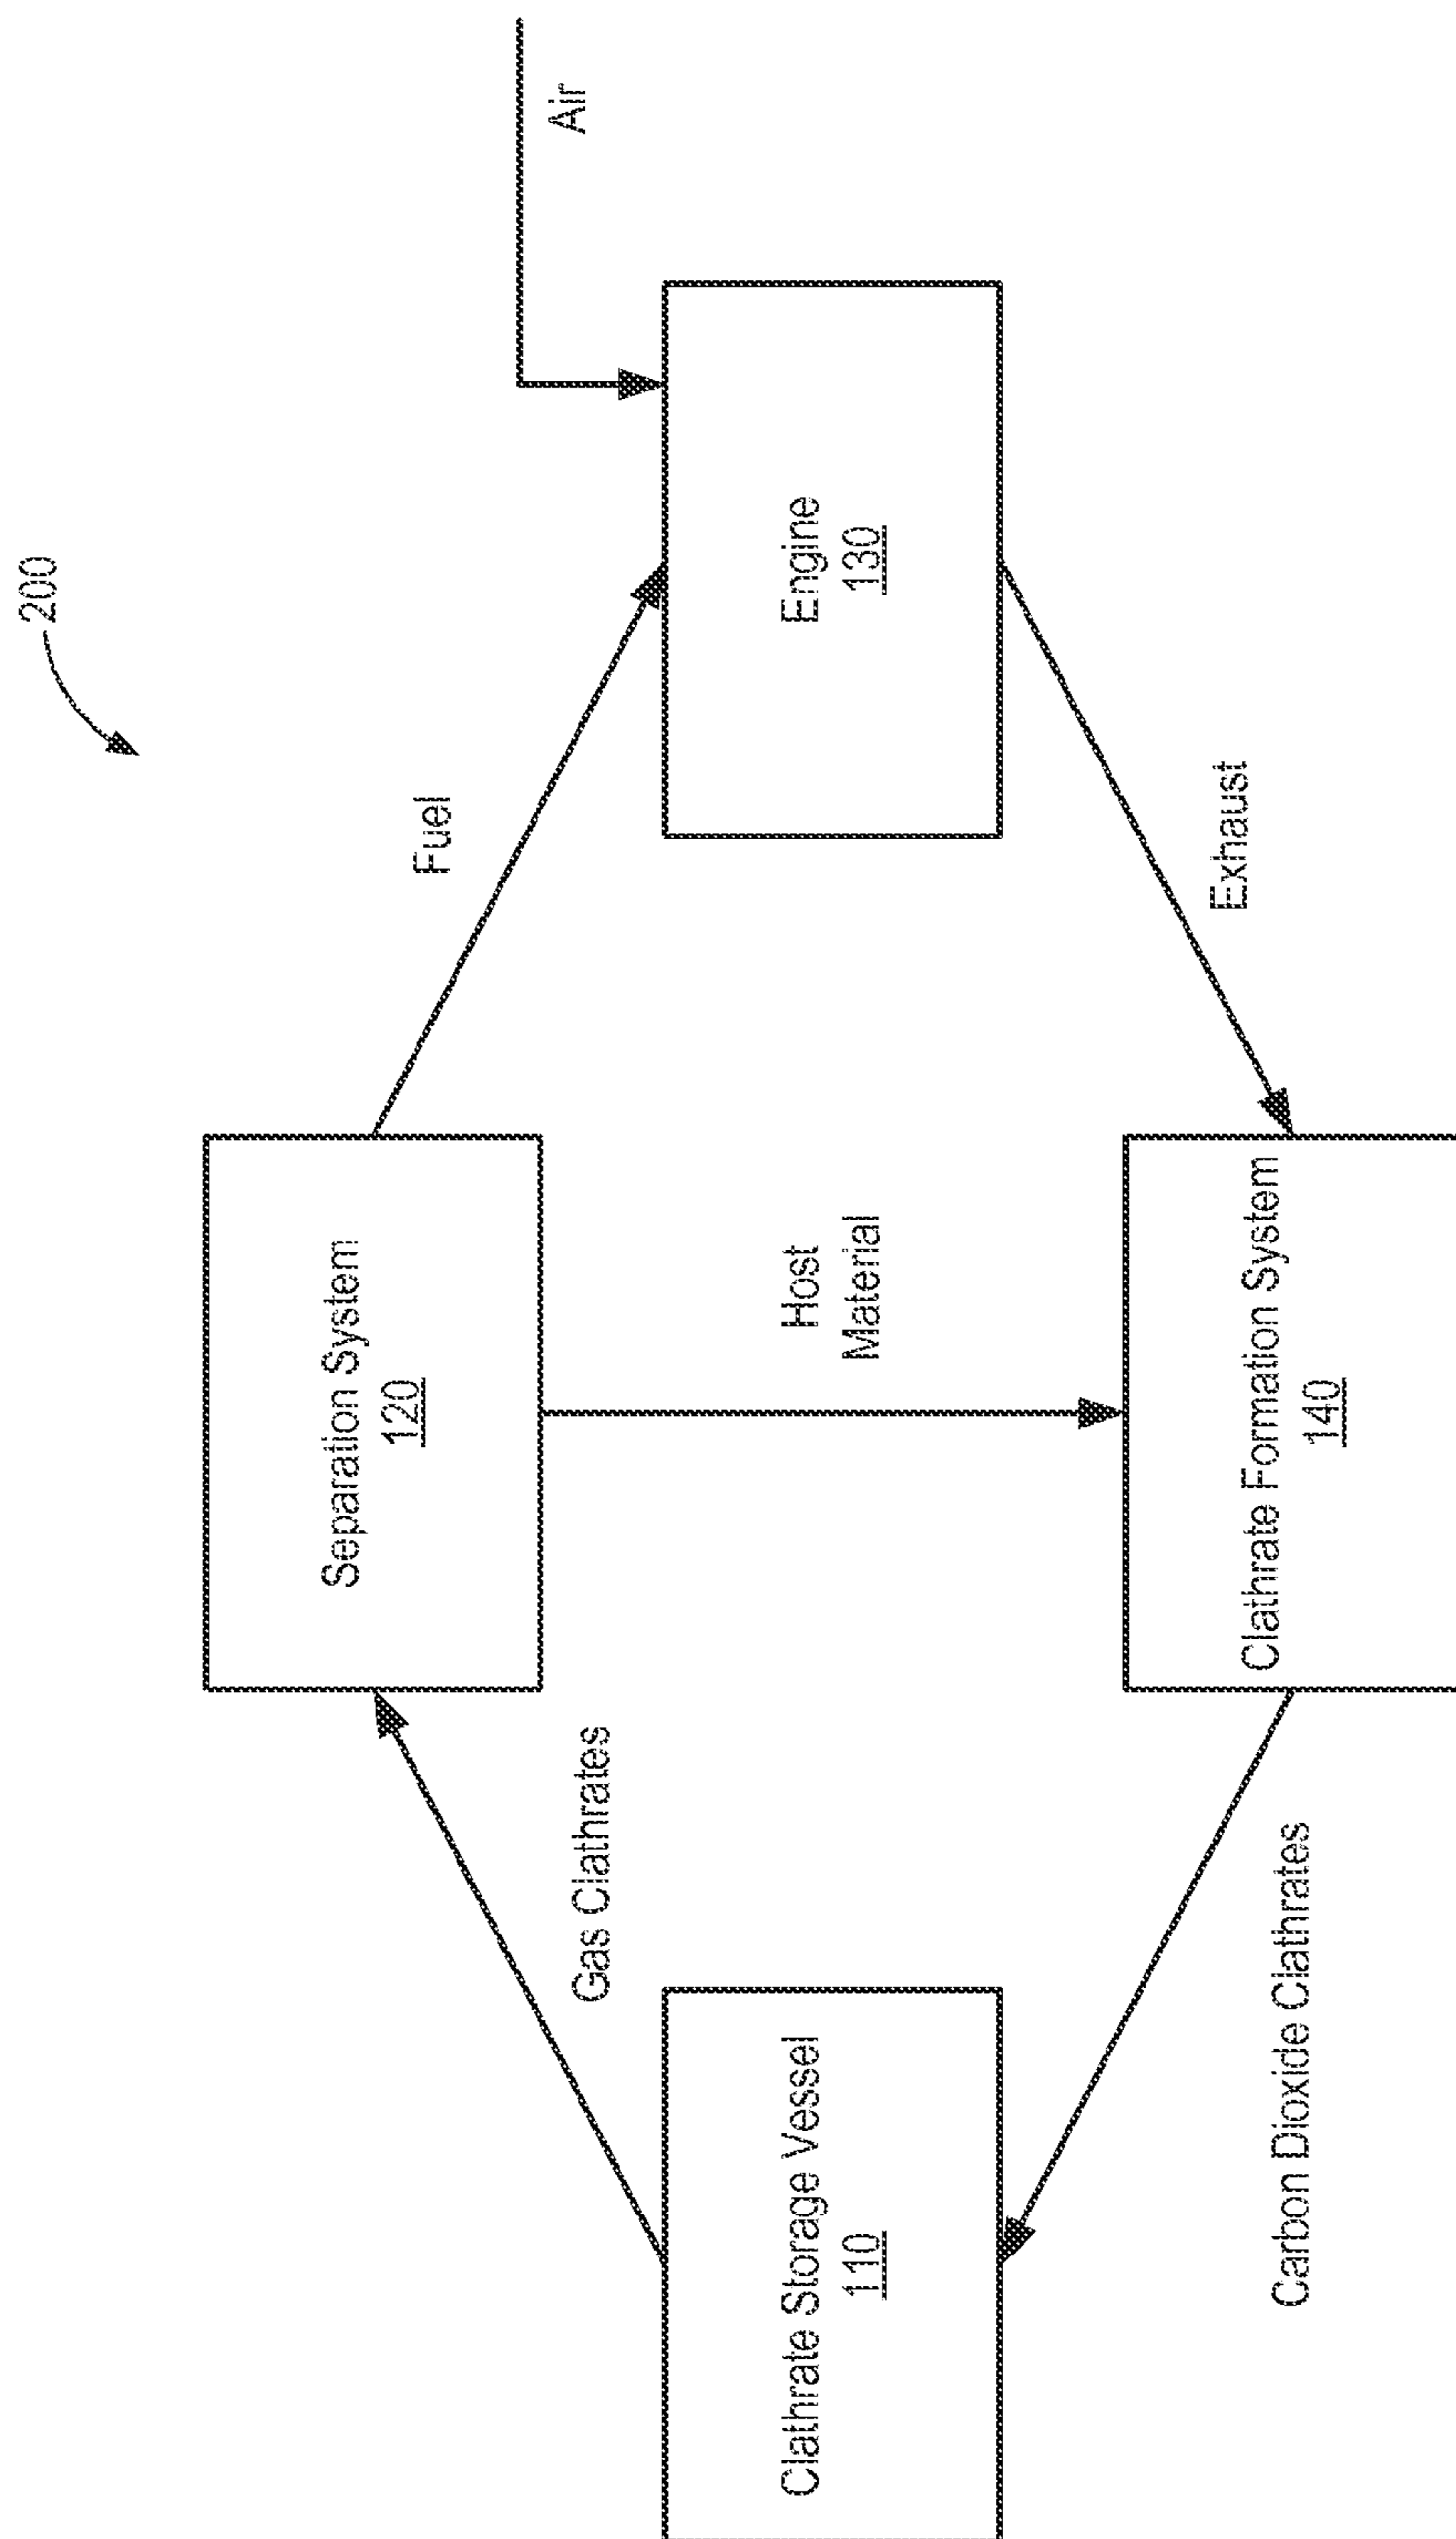 200
Separation System
120
Fuel
Air
Gas Clathrates
Host
Material
Clathrate Storage Vessel
110
Engine
130
Exhaust
Clathrate Formation System
140
Carbon Dioxide Clathrates